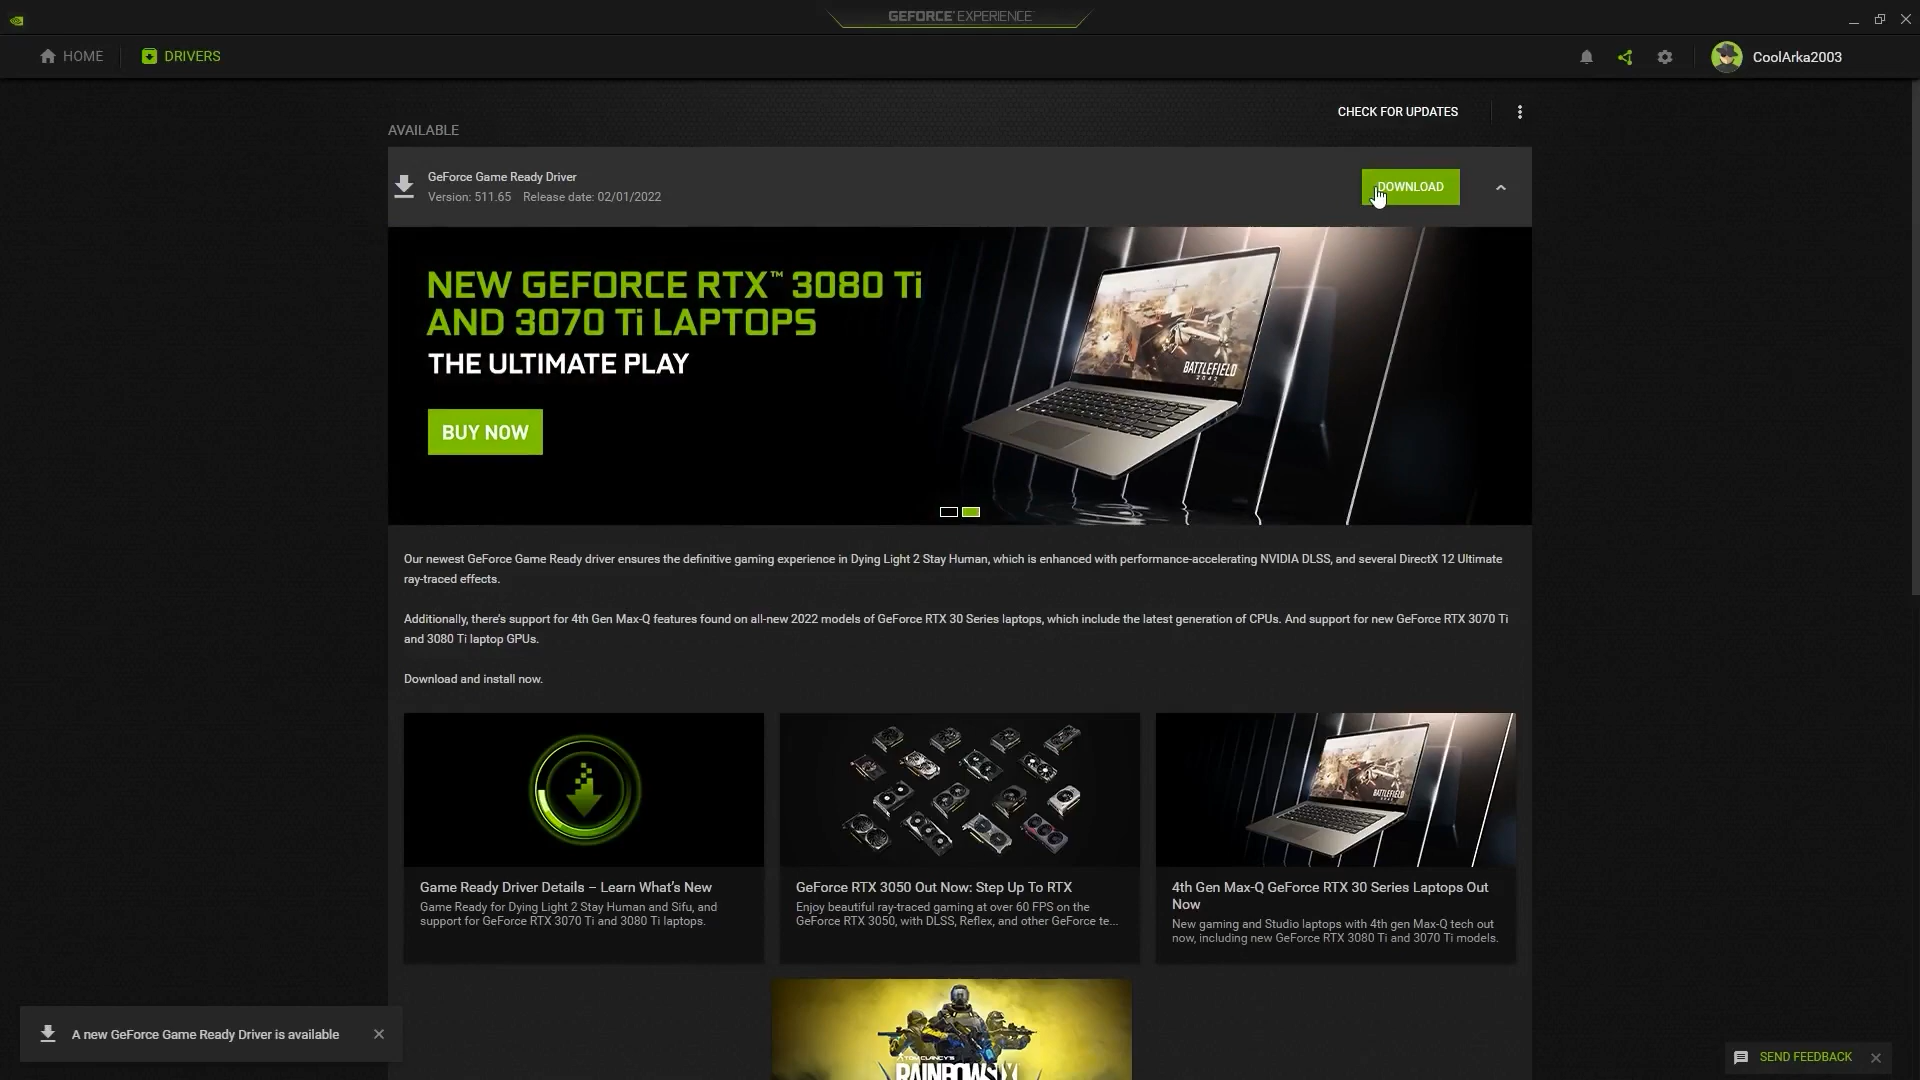 GEFORCE EXPERIENCE
HOME
DRIVERS
CoolArka2003
CHECK FOR UPDATES
AVAILABLE
GeForce Game Ready Driver
Version: 511.65 Release date: 02/01/2022
DOWNLOAD
NEW GEFORCE RTX™ 3080 Ti
AND 3070 Ti LAPTOPS
THE ULTIMATE PLAY
BUY NOW
BATTLEFIELD
2042
Our newest GeForce Game Ready driver ensures the definitive gaming experience in Dying Light 2 Stay Human, which is enhanced with performance-accelerating NVIDIA DLSS, and several DirectX 12 Ultimate
ray-traced effects.
Additionally, there's support for 4th Gen Max-Q features found on all-new 2022 models of GeForce RTX 30 Series laptops, which include the latest generation of CPUs. And support for new GeForce RTX 3070 Ti
and 3080 Ti laptop GPUs.
Download and install now.
BATTLEFIELD
Game Ready Driver Details – Learn What's New
Game Ready for Dying Light 2 Stay Human and Sifu, and
support for GeForce RTX 3070 Ti and 3080 Ti laptops.
GeForce RTX 3050 Out Now: Step Up To RTX
Enjoy beautiful ray-traced gaming at over 60 FPS on the
GeForce RTX 3050, with DLSS, Reflex, and other GeForce te...
4th Gen Max-Q GeForce RTX 30 Series Laptops Out
Now
New gaming and Studio laptops with 4th gen Max-Q tech out
now, including new GeForce RTX 3080 Ti and 3070 Ti models.
TOM CLANCY'S
RAINBOW SIX
A new GeForce Game Ready Driver is available
SEND FEEDBACK